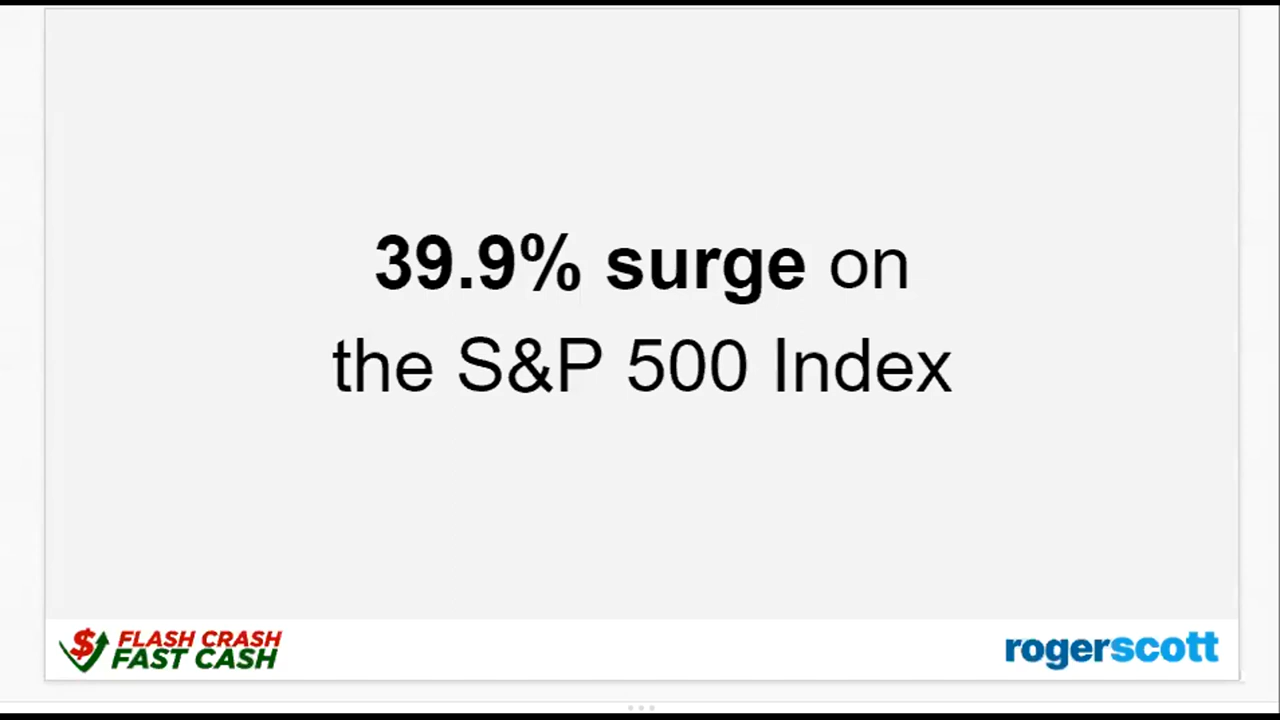 39.9% surge on
the S&P 500 Index
FLASH CRASH
FAST CASH
rogerscott